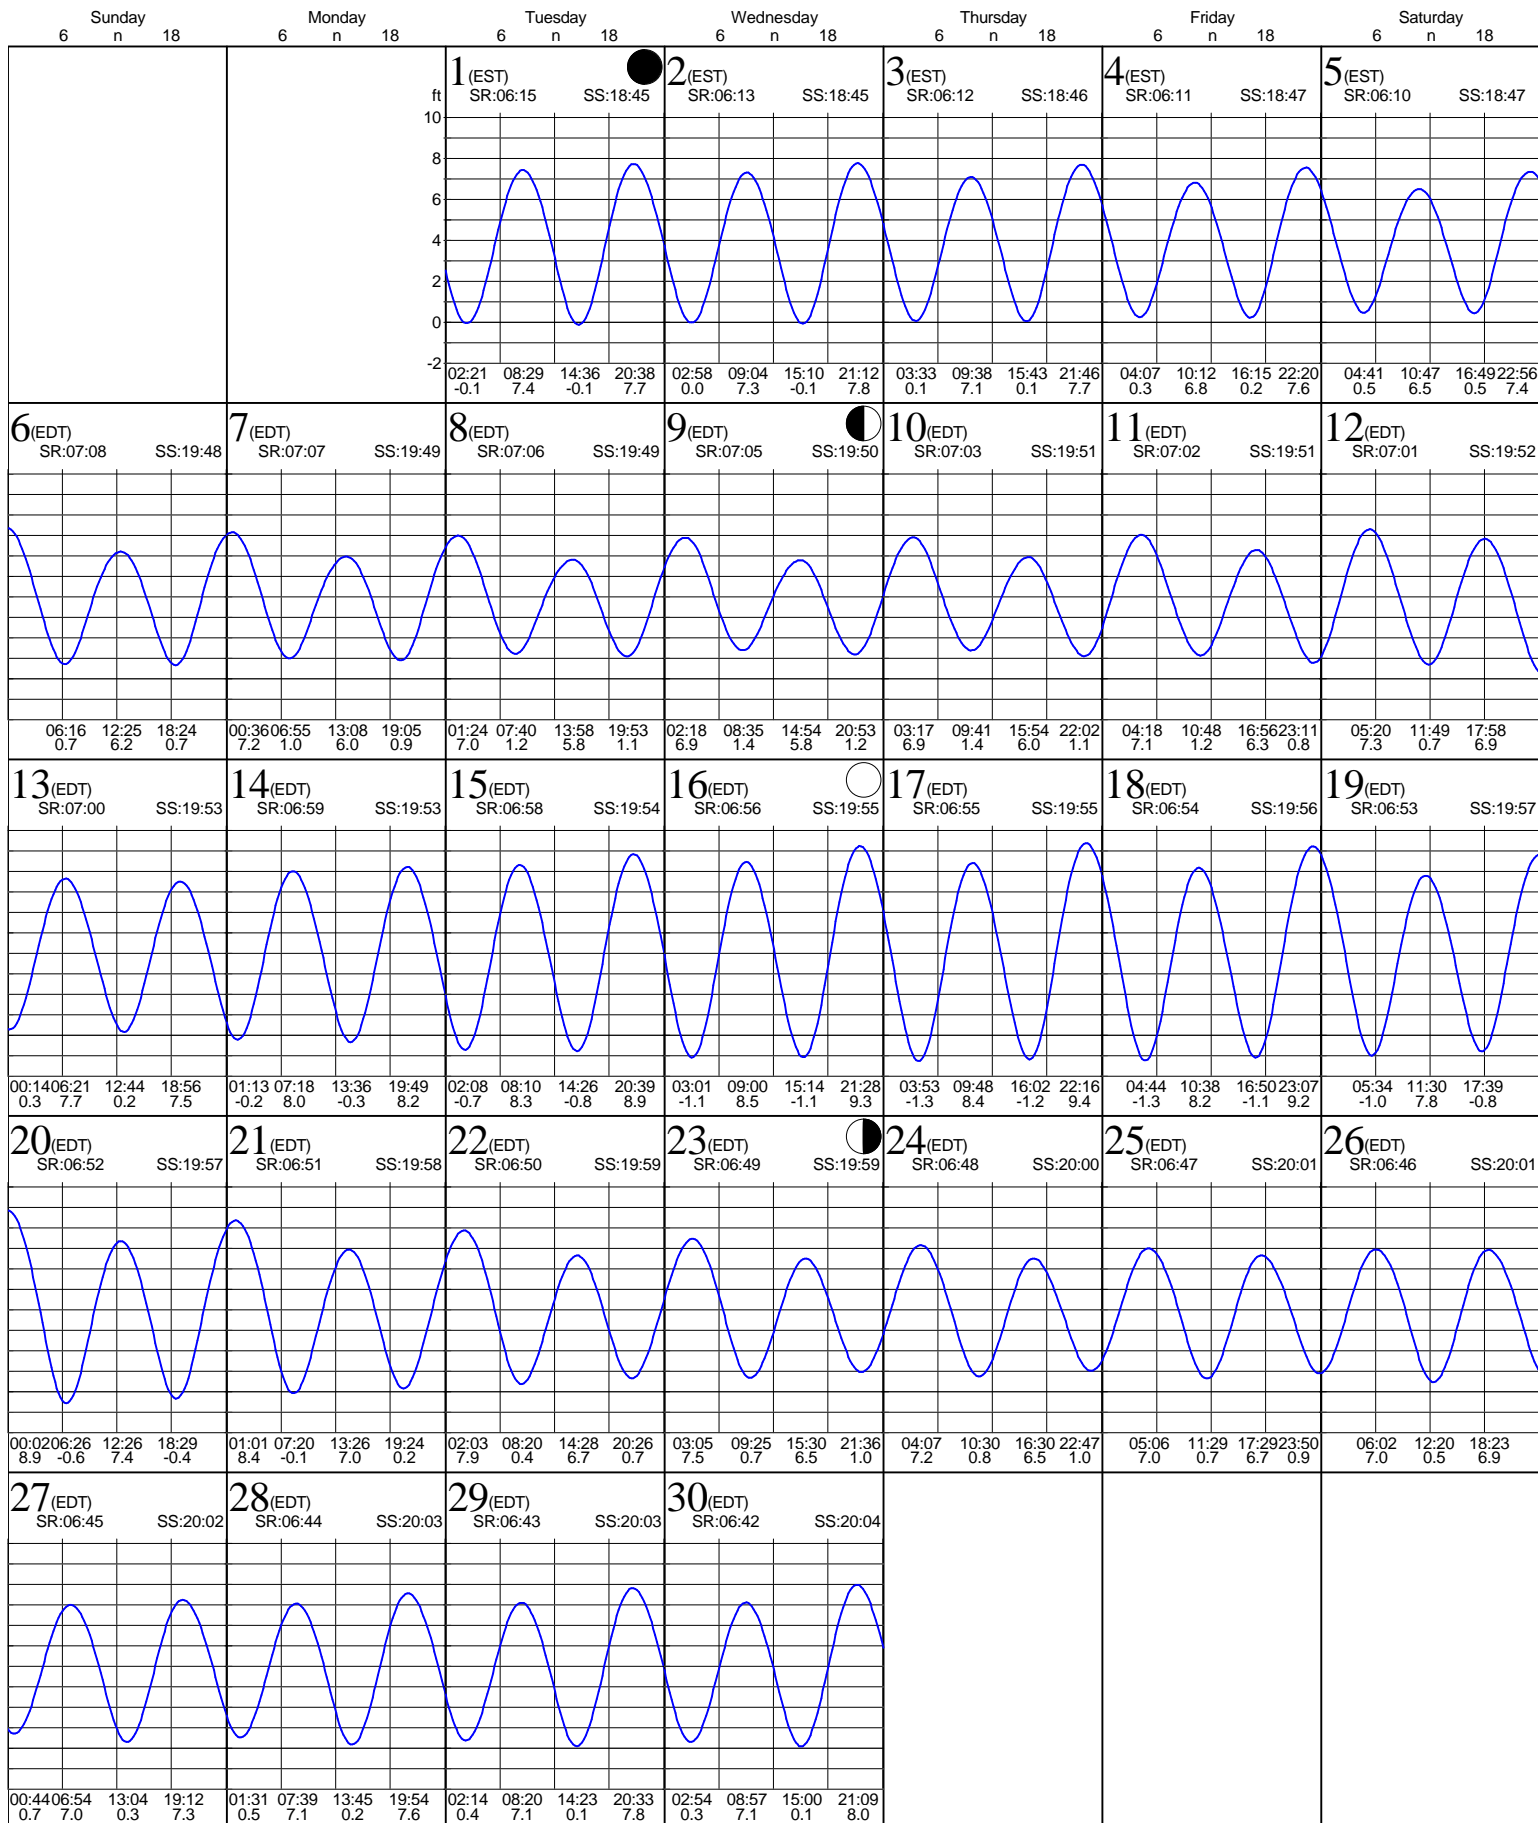 Sunday Monday Tuesday Wednesday Thursday Friday Saturday
6 n 18 6 n 18 6 n 18 6 n 18 6 n 18 6 n 18 6 n 18
1(EST) 2(EST) 3(EST) 4(EST) 5(EST)
ft SR:06:15 SS:18:45 SR:06:13 SS:18:45 SR:06:12 SS:18:46 SR:06:11 SS:18:47 SR:06:10 SS:18:47
10
8
6
4
2
0
-2
02:21 08:29 14:36 20:38 02:58 09:04 15:10 21:12 03:33 09:38 15:43 21:46 04:07 10:12 16:15 22:20 04:41 10:47 16:49 22:56
-0.1 7.4 -0.1 7.7 0.0 7.3 -0.1 7.8 0.1 7.1 0.1 7.7 0.3 6.8 0.2 7.6 0.5 6.5 0.5 7.4
6(EDT) 7(EDT) 8(EDT) 9(EDT) 10(EDT) 11(EDT) 12(EDT)
SR:07:08 SS:19:48 SR:07:07 SS:19:49 SR:07:06 SS:19:49 SR:07:05 SS:19:50 SR:07:03 SS:19:51 SR:07:02 SS:19:51 SR:07:01 SS:19:52
06:16 12:25 18:24 00:36 06:55 13:08 19:05 01:24 07:40 13:58 19:53 02:18 08:35 14:54 20:53 03:17 09:41 15:54 22:02 04:18 10:48 16:56 23:11 05:20 11:49 17:58
0.7 6.2 0.7 7.2 1.0 6.0 0.9 7.0 1.2 5.8 1.1 6.9 1.4 5.8 1.2 6.9 1.4 6.0 1.1 7.1 1.2 6.3 0.8 7.3 0.7 6.9
13(EDT) 14(EDT) 15(EDT) 16(EDT) 17(EDT) 18(EDT) 19(EDT)
SR:07:00 SS:19:53 SR:06:59 SS:19:53 SR:06:58 SS:19:54 SR:06:56 SS:19:55 SR:06:55 SS:19:55 SR:06:54 SS:19:56 SR:06:53 SS:19:57
00:14 06:21 12:44 18:56 01:13 07:18 13:36 19:49 02:08 08:10 14:26 20:39 03:01 09:00 15:14 21:28 03:53 09:48 16:02 22:16 04:44 10:38 16:50 23:07 05:34 11:30 17:39
0.3 7.7 0.2 7.5 -0.2 8.0 -0.3 8.2 -0.7 8.3 -0.8 8.9 -1.1 8.5 -1.1 9.3 -1.3 8.4 -1.2 9.4 -1.3 8.2 -1.1 9.2 -1.0 7.8 -0.8
20(EDT) 21(EDT) 22(EDT) 23(EDT) 24(EDT) 25(EDT) 26(EDT)
SR:06:52 SS:19:57 SR:06:51 SS:19:58 SR:06:50 SS:19:59 SR:06:49 SS:19:59 SR:06:48 SS:20:00 SR:06:47 SS:20:01 SR:06:46 SS:20:01
00:02 06:26 12:26 18:29 01:01 07:20 13:26 19:24 02:03 08:20 14:28 20:26 03:05 09:25 15:30 21:36 04:07 10:30 16:30 22:47 05:06 11:29 17:29 23:50 06:02 12:20 18:23
8.9 -0.6 7.4 -0.4 8.4 -0.1 7.0 0.2 7.9 0.4 6.7 0.7 7.5 0.7 6.5 1.0 7.2 0.8 6.5 1.0 7.0 0.7 6.7 0.9 7.0 0.5 6.9
27(EDT) 28(EDT) 29(EDT) 30(EDT)
SR:06:45 SS:20:02 SR:06:44 SS:20:03 SR:06:43 SS:20:03 SR:06:42 SS:20:04
00:44 06:54 13:04 19:12 01:31 07:39 13:45 19:54 02:14 08:20 14:23 20:33 02:54 08:57 15:00 21:09
0.7 7.0 0.3 7.3 0.5 7.1 0.2 7.6 0.4 7.1 0.1 7.8 0.3 7.1 0.1 8.0